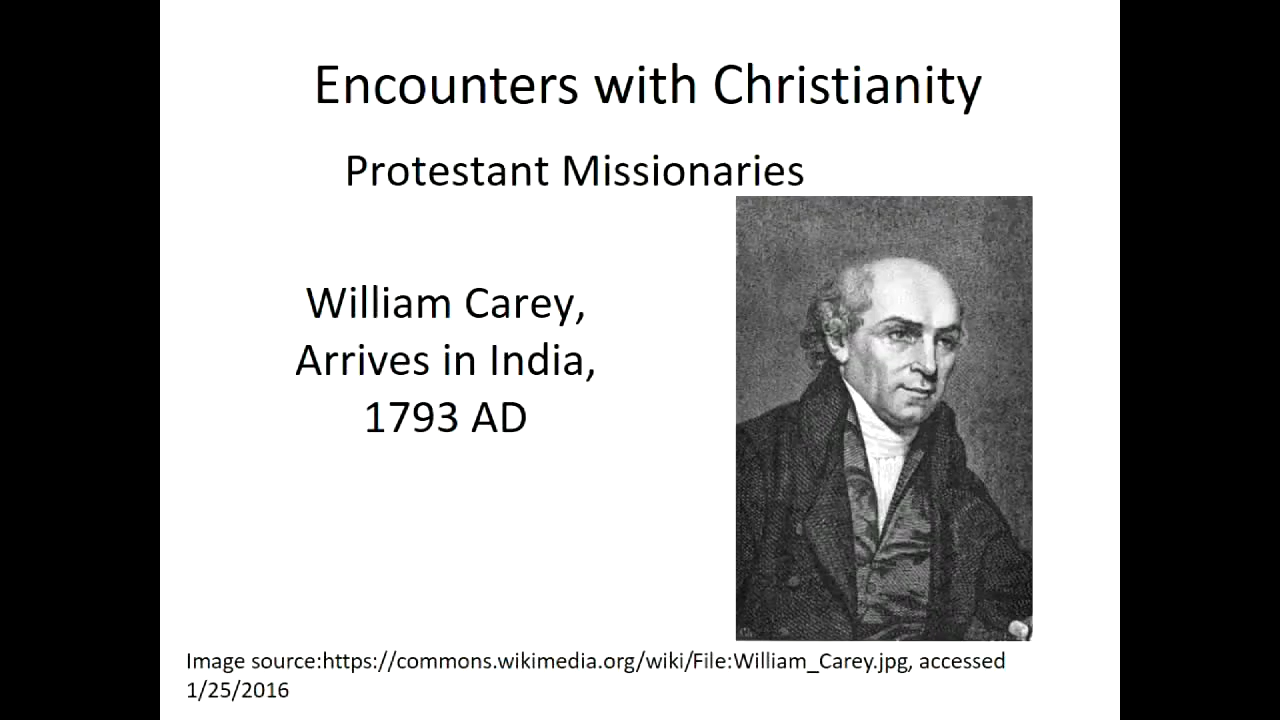 Encounters with Christianity
Protestant Missionaries
William Carey,
Arrives in India,
1793 AD
Image source:https://commons.wikimedia.org/wiki/File:William_Carey.jpg, accessed
1/25/2016